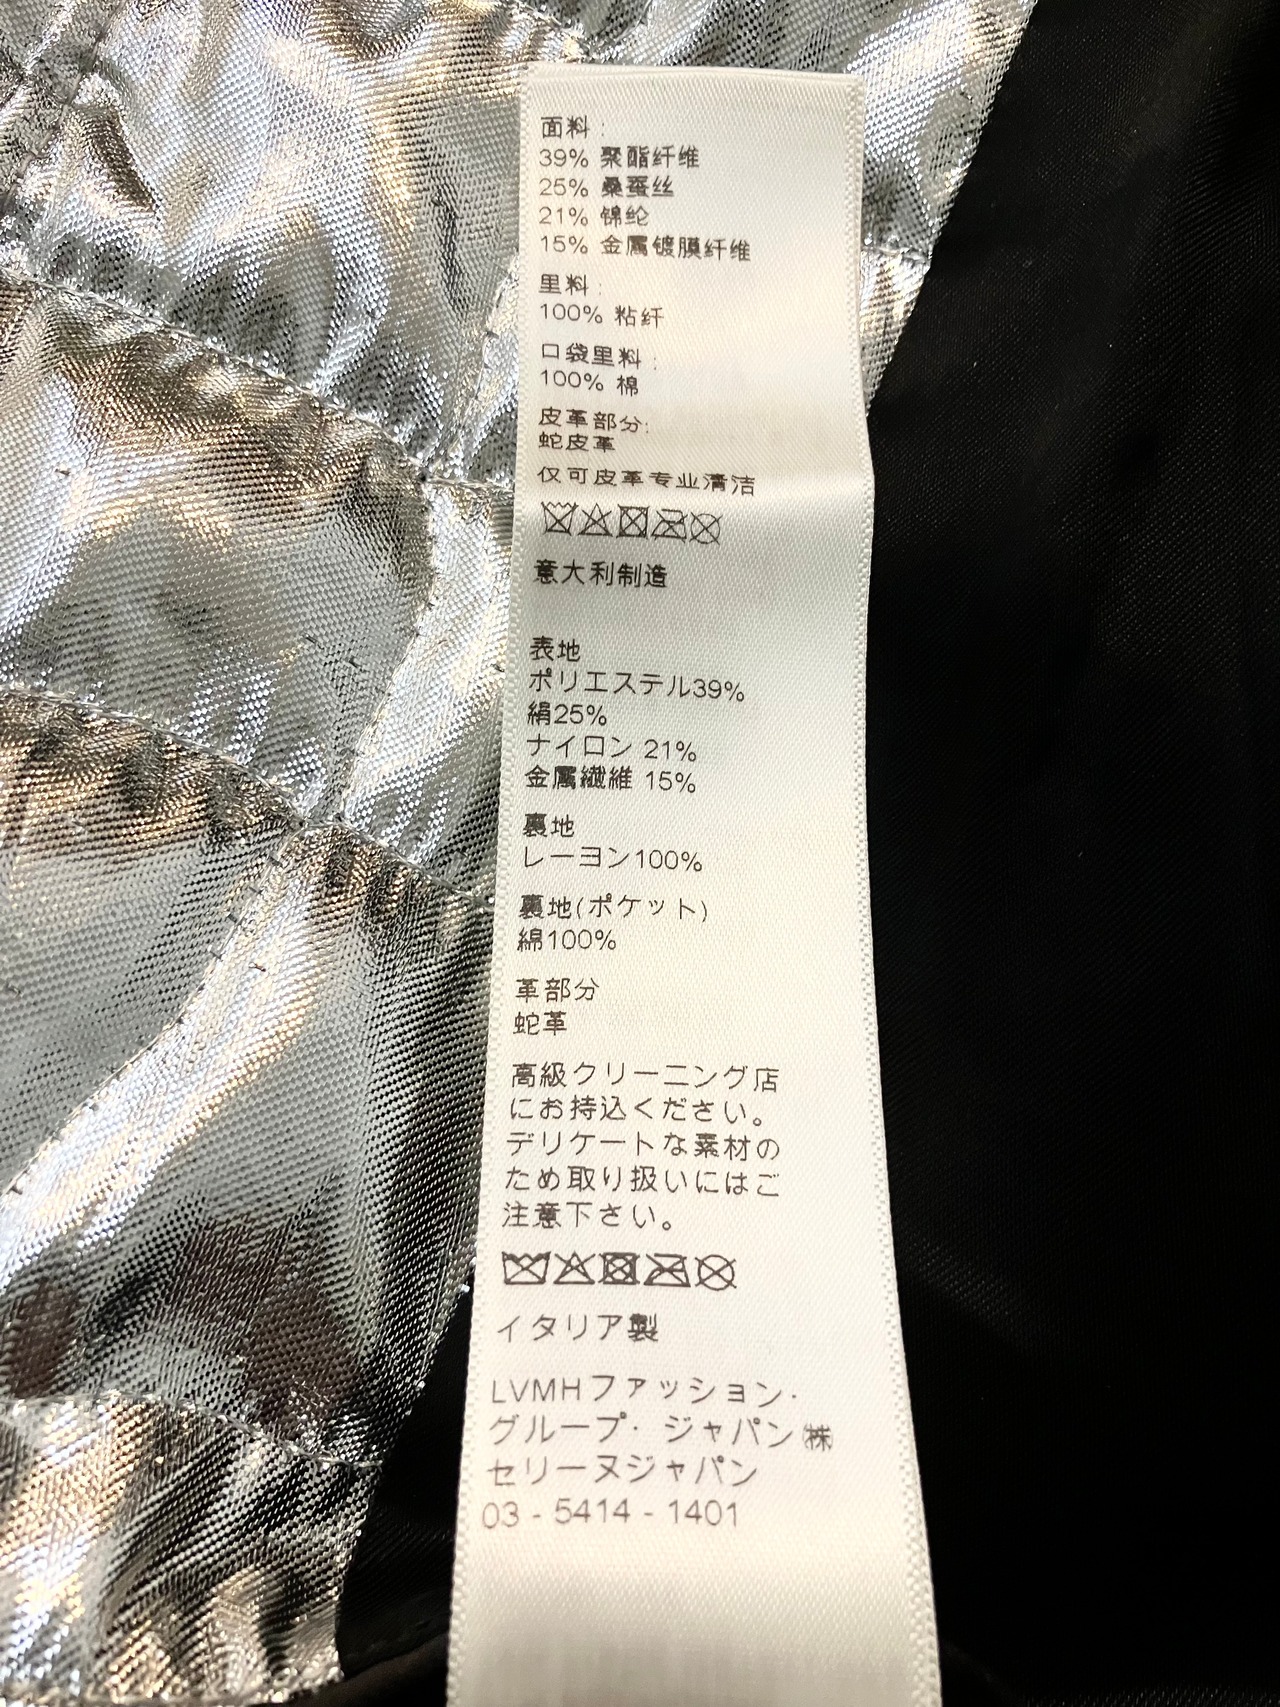 面料:
39% 聚酯纤维
25% 桑蚕丝
21% 锦纶
15% 金属镀膜纤维
里料:
100% 粘纤
口袋里料:
100% 棉
皮革部分:
蛇皮革
仅可皮革专业清洁
意大利制造
表地
ポリエステル39%
絹25%
ナイロン 21%
金属繊維 15%
裏地
レーヨン100%
裏地(ポケット)
綿100%
革部分
蛇革
高級クリーニング店
にお持込ください。
デリケートな素材の
ため取り扱いにはご
注意下さい。
イタリア製
LVMHファッション·
グループ· ジャパン㈱
セリーヌジャパン
03 - 5414 - 1401